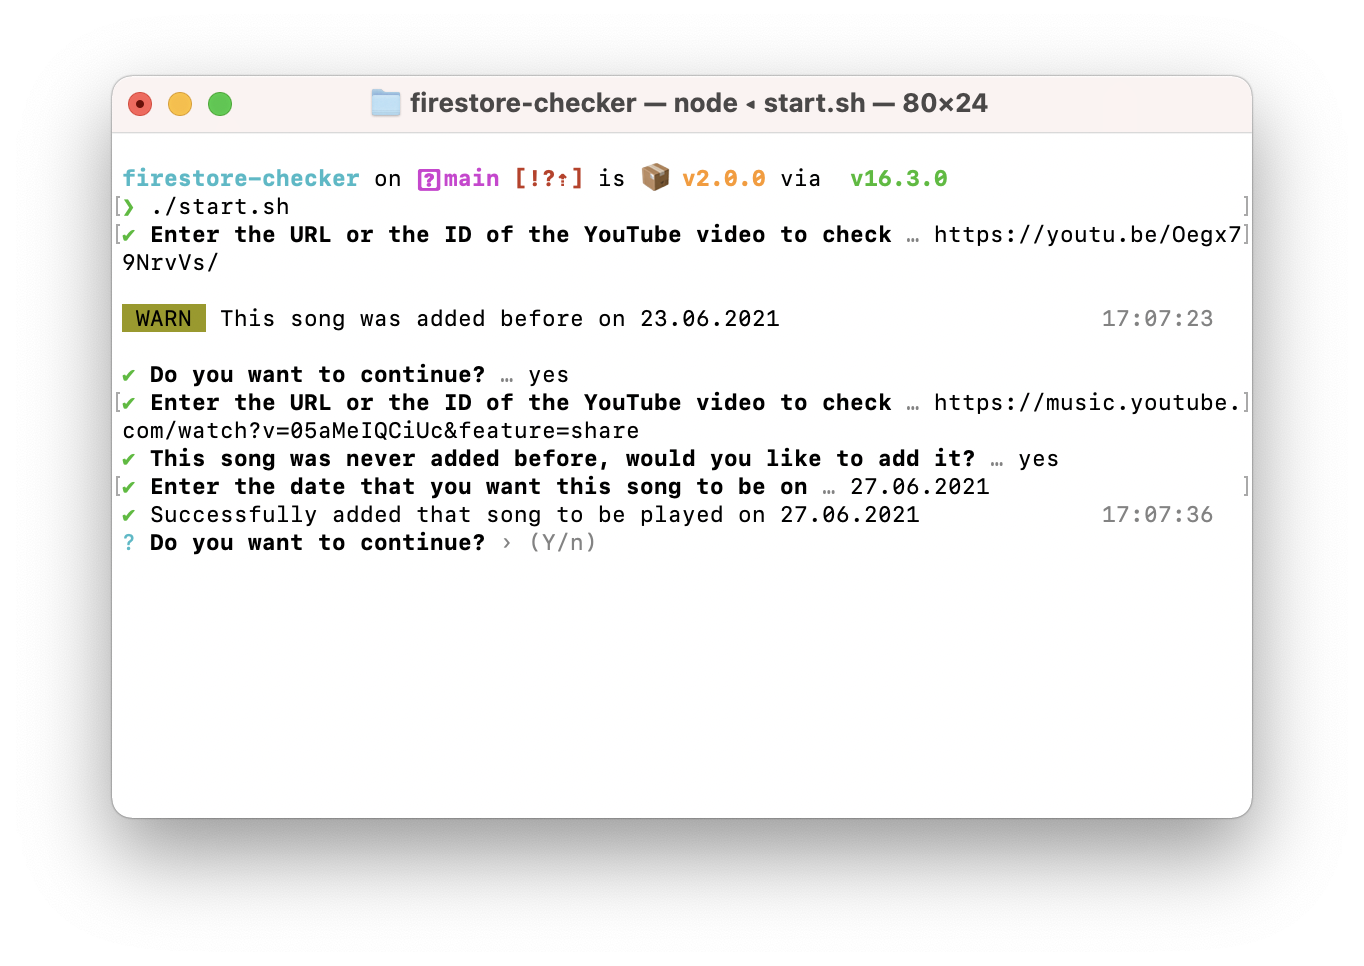 firestore-checker — node ◂ start.sh — 80×24
firestore-checker on main [!?⇡] is 📦 v2.0.0 via v16.3.0
❯ ./start.sh
✔ Enter the URL or the ID of the YouTube video to check … https://youtu.be/Oegx7
9NrvVs/
WARN This song was added before on 23.06.2021 17:07:23
✔ Do you want to continue? … yes
✔ Enter the URL or the ID of the YouTube video to check … https://music.youtube.
com/watch?v=05aMeIQCiUc&feature=share
✔ This song was never added before, would you like to add it? … yes
✔ Enter the date that you want this song to be on … 27.06.2021
✔ Successfully added that song to be played on 27.06.2021 17:07:36
? Do you want to continue? › (Y/n)